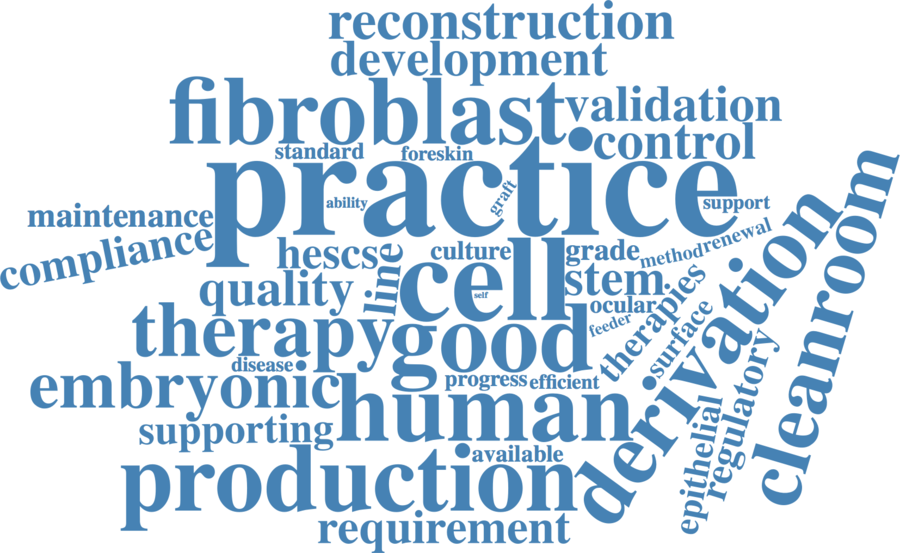 reconstruction
development
fibroblast
validation
control
standard
foreskin
practice
ability
graft
support
maintenance
compliance
hescs
line
culture
grade
method
renewal
cell
self
stem
quality
ocular
feeder
therapies
surface
derivation
cleanroom
therapy
good
disease
embryonic
progress
efficient
human
supporting
available
epithelial
regulatory
production
requirement